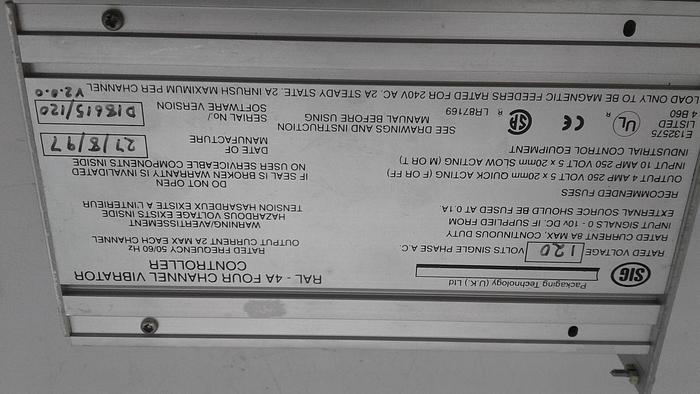 SIG
Packaging Technology (U.K.) Ltd
RAL - 4A FOUR CHANNEL VIBRATOR
CONTROLLER
RATED VOLTAGE 120 VOLTS SINGLE PHASE A.C.
RATED CURRENT 8A MAX. CONTINUOUS DUTY
INPUT SIGNALS 0 - 10v DC IF SUPPLIED FROM
EXTERNAL SOURCE SHOULD BE FUSED AT 0.1A
RECOMMENDED FUSES
OUTPUT 4 AMP 250 VOLT 5 x 20mm QUICK ACTING (F OR FF)
INPUT 10 AMP 250 VOLT 5 x 20mm SLOW ACTING (M OR T)
INDUSTRIAL CONTROL EQUIPMENT
RATED FREQUENCY 50/60 HZ
OUTPUT CURRENT 2A MAX EACH CHANNEL
WARNING/AVERTISSEMENT
HAZARDOUS VOLTAGE EXISTS INSIDE
TENSION HAZARDEUX EXISTE A L'INTERIEUR
DO NOT OPEN
IF SEAL IS BROKEN WARRANTY IS INVALIDATED
NO USER SERVICEABLE COMPONENTS INSIDE
E132575
LISTED
4 B60
UL R
CE
SA R LR87169
SEE DRAWINGS AND INSTRUCTION
MANUAL BEFORE USING
DATE OF
MANUFACTURE 27/8/97
SERIAL No./
SOFTWARE VERSION D18615/120
V2.0.0
LOAD ONLY TO BE MAGNETIC FEEDERS RATED FOR 240V AC. 2A STEADY STATE. 2A INRUSH MAXIMUM PER CHANNEL